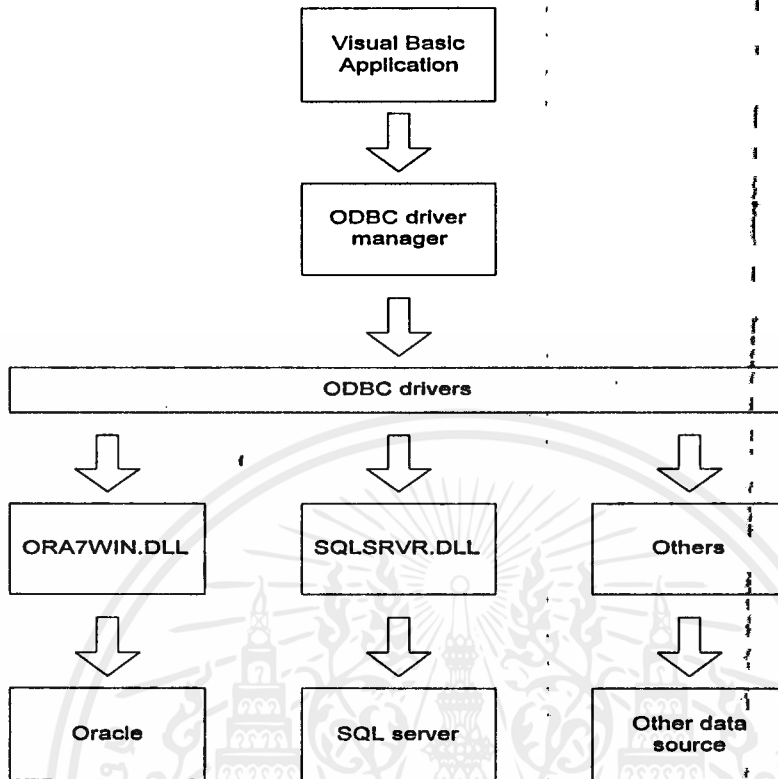 Visual Basic
Application
ODBC driver
manager
ODBC drivers
ORA7WIN.DLL
SQLSRVR.DLL
Others
Oracle
SQL server
Other data
source